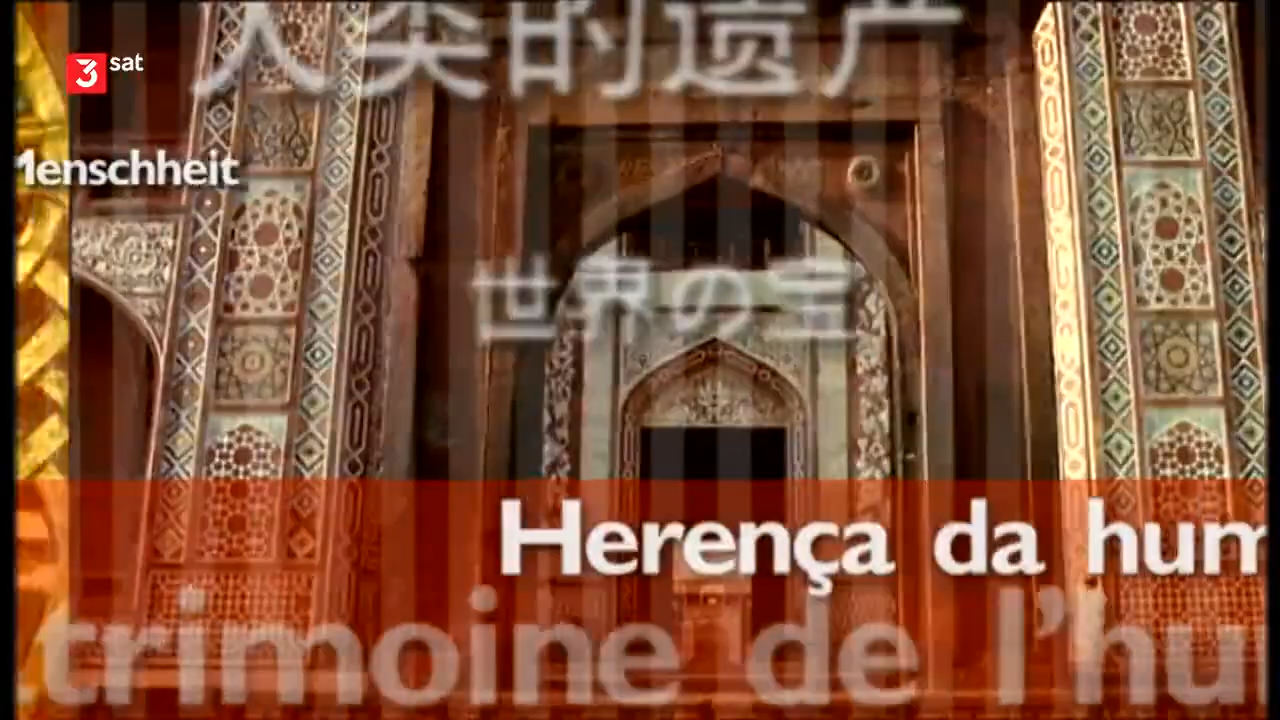 人类的遗产
3sat
Menschheit
世界の宝
Herença da hum
trimoine de l'hu